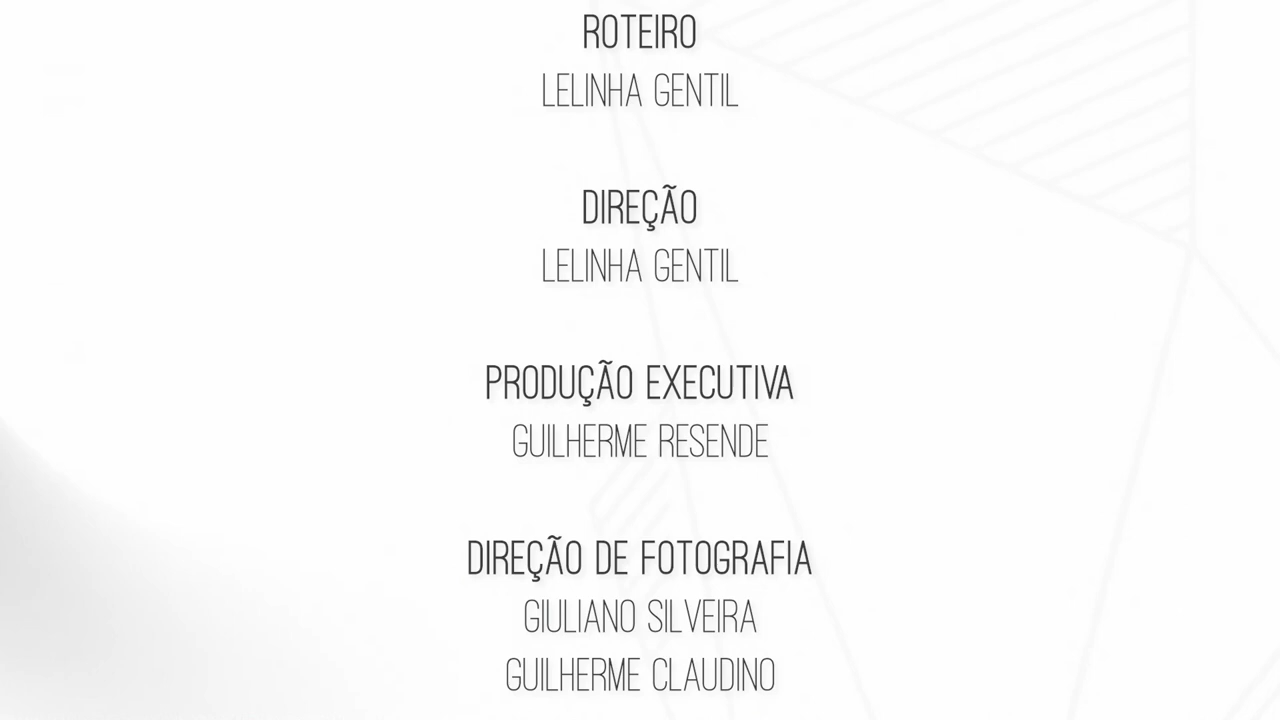 ROTEIRO
LELINHA GENTIL
DIREÇÃO
LELINHA GENTIL
PRODUÇÃO EXECUTIVA
GUILHERME RESENDE
DIREÇÃO DE FOTOGRAFIA
GIULIANO SILVEIRA
GUILHERME CLAUDINO